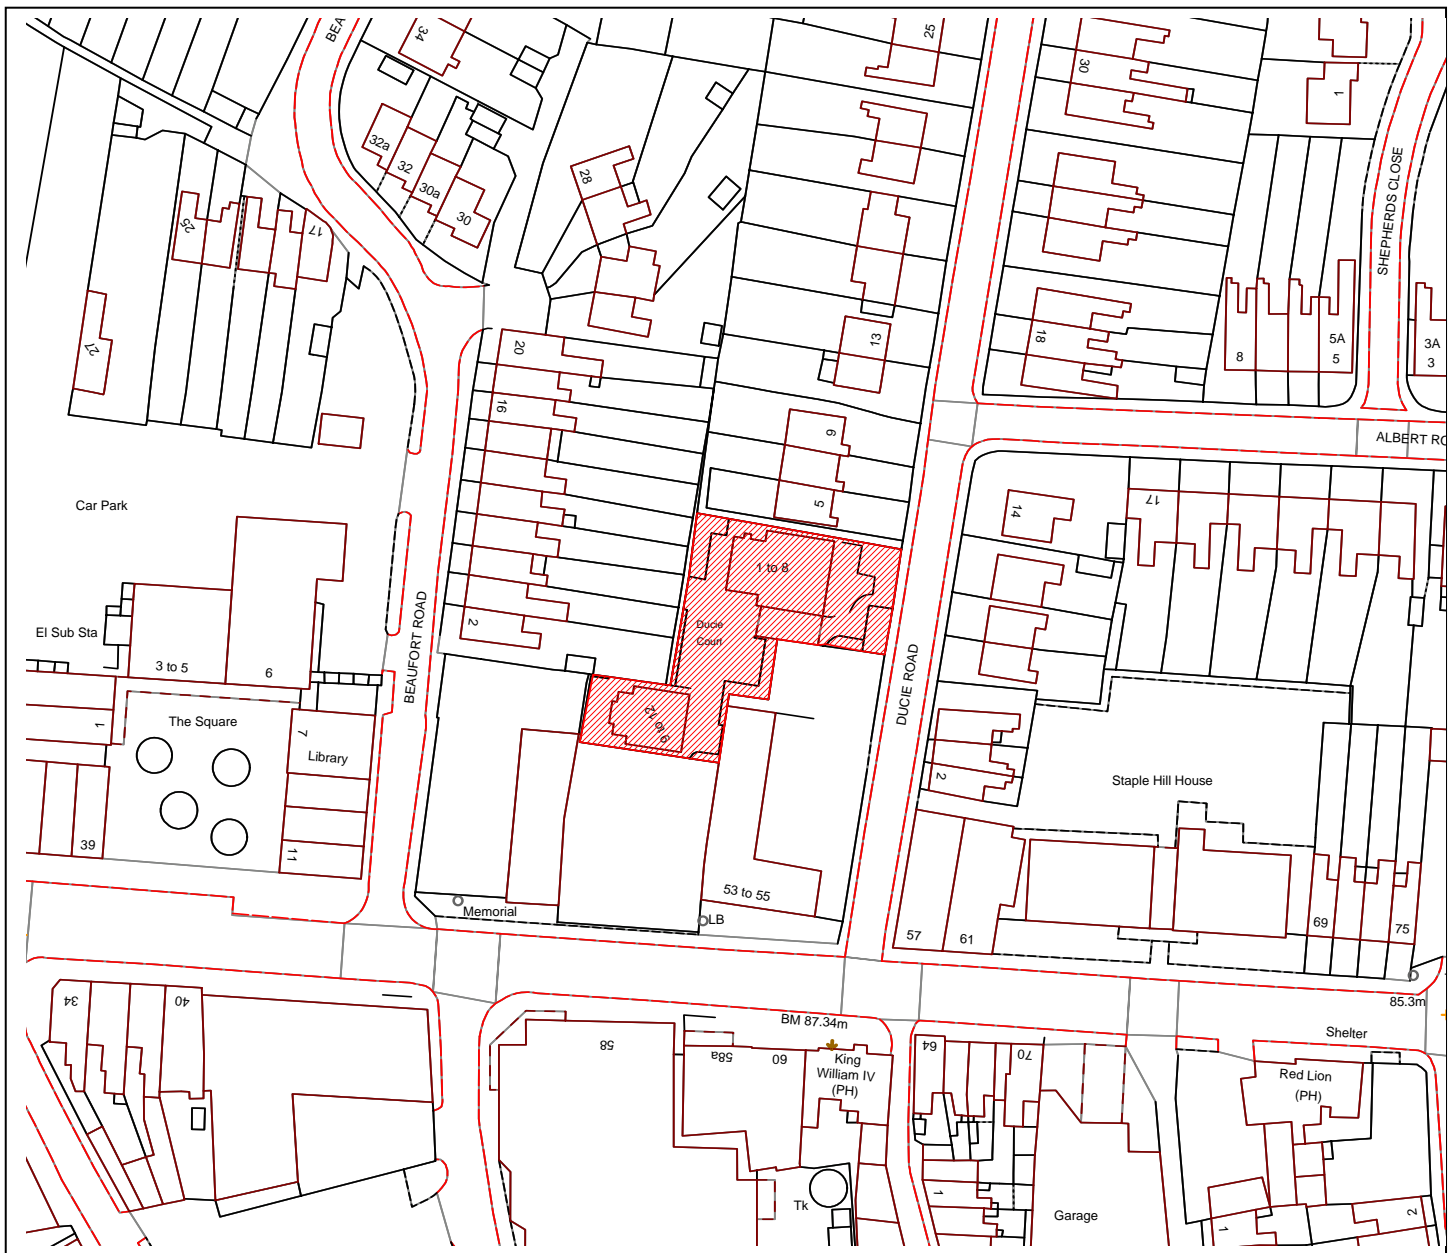 BEA
34
25
30
1
32a
32
30a
30
28
25
17
27
SHEPHERDS CLOSE
20
16
2
13
18
8
5A
5
3A
3
ALBERT RO
9
5
14
17
Car Park
1 to 8
Ducie
Court
9 to 12
BEAUFORT ROAD
DUCIE ROAD
El Sub Sta
3 to 5
6
The Square
1
7
Library
39
11
2
Staple Hill House
Memorial
LB
53 to 55
57
61
69
75
85.3m
34
40
58
58a
60
BM 87.34m
King
William IV
(PH)
64
70
Shelter
Red Lion
(PH)
Tk
1
Garage
1
2